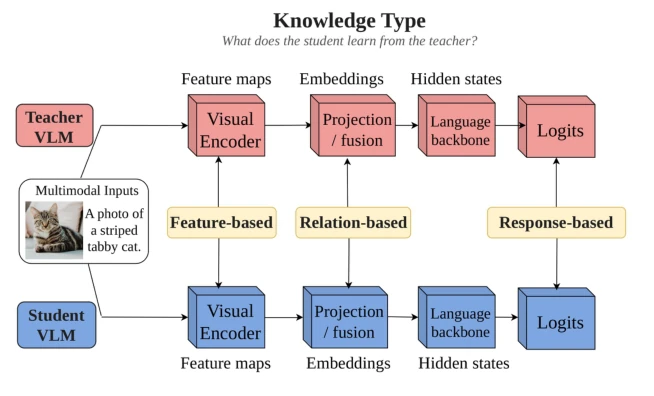 Knowledge Type
What does the student learn from the teacher?
Feature maps
Embeddings
Hidden states
Teacher
VLM
Visual
Encoder
Projection
/ fusion
Language
backbone
Logits
Multimodal Inputs
A photo of
a striped
tabby cat.
Feature-based
Relation-based
Response-based
Student
VLM
Visual
Encoder
Projection
/ fusion
Language
backbone
Logits
Feature maps
Embeddings
Hidden states